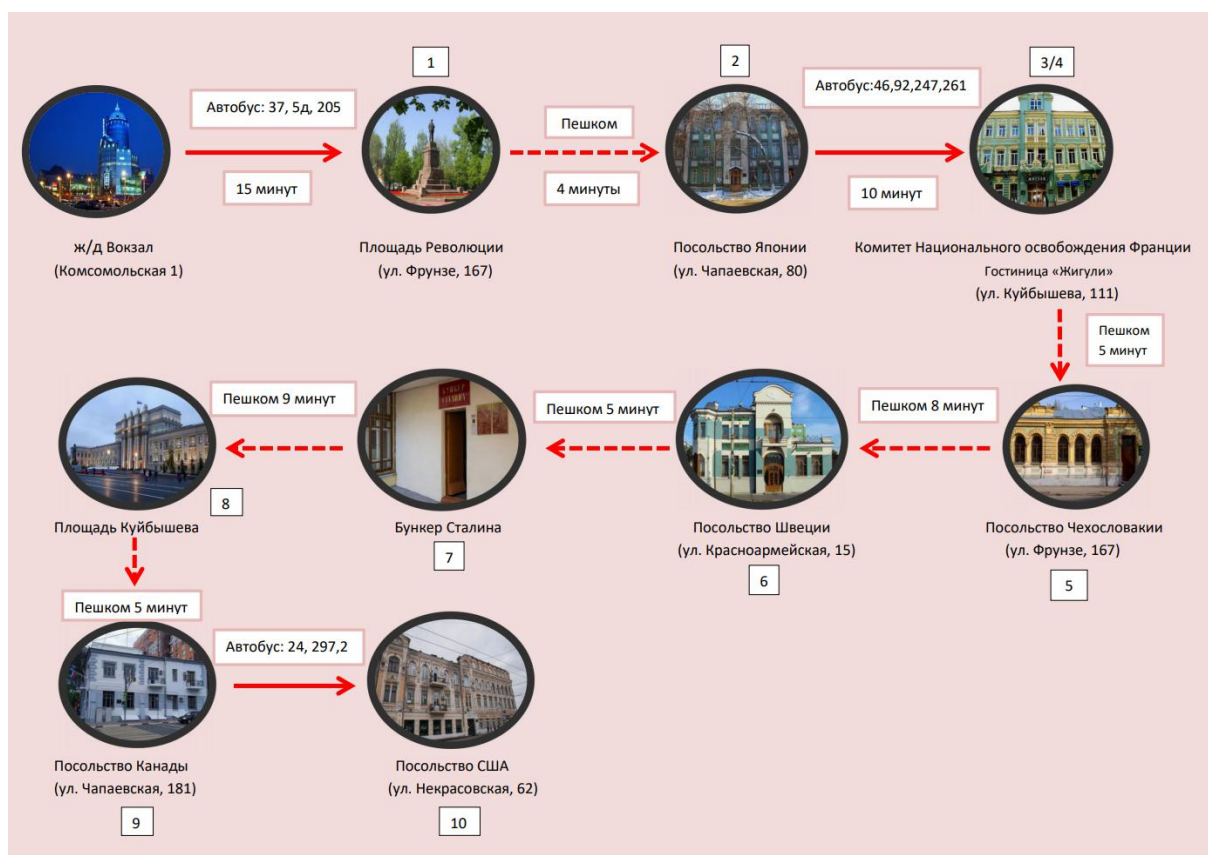 1
2
3/4
Автобус: 37, 5д, 205
Пешком
Автобус:46,92,247,261
15 минут
4 минуты
10 минут
ж/д Вокзал
(Комсомольская 1)
Площадь Революции
(ул. Фрунзе, 167)
Посольство Японии
(ул. Чапаевская, 80)
Комитет Национального освобождения Франции
Гостиница «Жигули»
(ул. Куйбышева, 111)
Пешком
5 минут
Пешком 8 минут
Пешком 5 минут
Пешком 9 минут
БУНКЕР
СТАЛИНА
Посольство Чехословакии
(ул. Фрунзе, 167)
5
Посольство Швеции
(ул. Красноармейская, 15)
6
Бункер Сталина
7
8
Площадь Куйбышева
Пешком 5 минут
Автобус: 24, 297,2
Посольство Канады
(ул. Чапаевская, 181)
9
Посольство США
(ул. Некрасовская, 62)
10